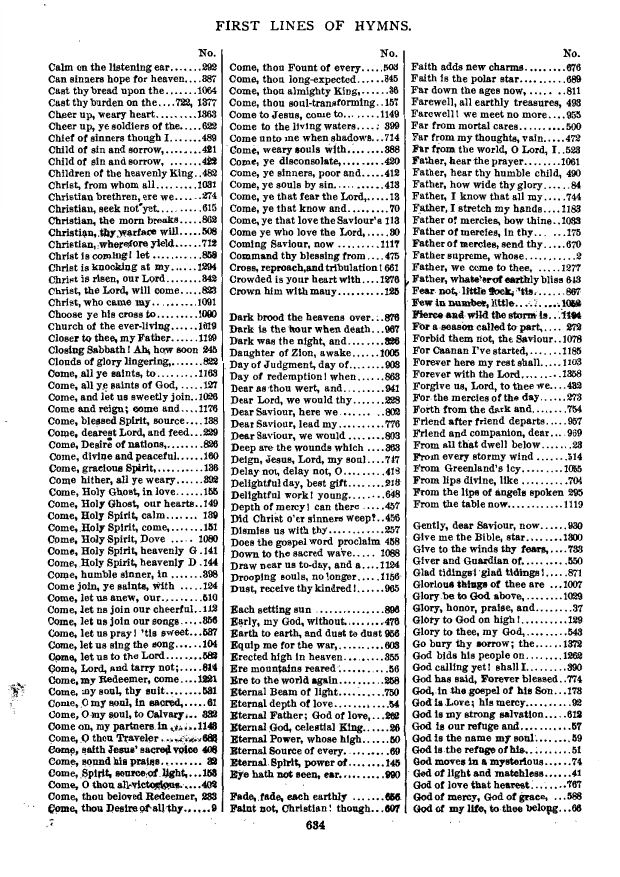 FIRST LINES OF HYMNS.
No.
Calm on the listening ear.......292
Can sinners hope for heaven....387
Cast thy bread upon the.......1064
Cast thy burden on the....722, 1377
Cheer up, weary heart.........1363
Cheer up, ye soldiers of the.....622
Chief of sinners though I.......489
Child of sin and sorrow,........421
Child of sin and sorrow, .......422
Children of the heavenly King..482
Christ, from whom all.........1031
Christian brethren, ere we.....274
Christian, seek not yet..........615
Christian, the morn breaks.....862
Christian, thy warfare will.....508
Christian, wherefore yield......712
Christ is coming! let...........858
Christ is knocking at my......1294
Christ is risen, our Lord.......342
Christ, the Lord, will come.....823
Christ, who came my..........1091
Choose ye his cross to.........1090
Church of the ever-living.....1619
Closer to thee, my Father......1199
Closing Sabbath! Ah, how soon 245
Clouds of glory lingering,.......822
Come, all ye saints, to.........1163
Come, all ye saints of God, .....127
Come, and let us sweetly join..1026
Come and reign; come and....1176
Come, blessed Spirit, source....138
Come, dearest Lord, and feed...229
Come, Desire of nations,........826
Come, divine and peaceful......160
Come, gracious Spirit,..........136
Come hither, all ye weary......392
Come, Holy Ghost, in love......155
Come, Holy Ghost, our hearts..149
Come, Holy Spirit, calm.......139
Come, Holy Spirit, come,.......151
Come, Holy Spirit, Dove .....1080
Come, Holy Spirit, heavenly G .141
Come, Holy Spirit, heavenly D .144
Come, humble sinner, in .......398
Come join, ye saints, with .....124
Come, let us anew, our.........510
Come, let us join our cheerful..112
Come, let us join our songs ....356
Come, let us pray! 'tis sweet...537
Come, let us sing the song.....104
Come, let us to the Lord.......582
Come, Lord, and tarry not;.....814
Come, my Redeemer, come ....1221
Come, my soul, thy suit........531
Come, O my soul, in sacred,.....61
Come, O my soul, to Calvary... 332
Come on, my partners in ......1143
Come, O thou Traveler .........688
Come, saith Jesus' sacred voice 408
Come, sound his praise......... 32
Come, Spirit, source of light,...153
Come, O thou all-victorious.....402
Come, thou beloved Redeemer, 233
Come, thou Desire of all thy.....9
No.
Come, thou Fount of every.....503
Come, thou long-expected......345
Come, thou almighty King,......36
Come, thou soul-transforming..157
Come to Jesus, come to......1149
Come to the living waters....: 399
Come unto me when shadows..714
Come, weary souls with........388
Come, ye disconsolate,.........420
Come, ye sinners, poor and.....412
Come, ye souls by sin..........413
Come, ye that fear the Lord,....13
Come, ye that know and........70
Come, ye that love the Saviour's 113
Come ye who love the Lord,.....30
Coming Saviour, now ........1117
Command thy blessing from ...475
Cross, reproach, and tribulation! 661
Crowded is your heart with....1276
Crown him with many.........125
Dark brood the heavens over...876
Dark is the hour when death...967
Dark was the night, and........326
Daughter of Zion, awake......1005
Day of Judgment, day of.......903
Day of redemption! when......863
Dear as thou wert, and.........941
Dear Lord, we would thy.......228
Dear Saviour, here we .........802
Dear Saviour, lead my.........776
Dear Saviour, we would .......803
Deep are the wounds which ....363
Deign, Jesus, Lord, my soul....747
Delay not, delay not, O.........418
Delightful day, best gift.......218
Delightful work! young.......648
Depth of mercy! can there .....457
Did Christ o'er sinners weep?..456
Dismiss us with thy...........257
Does the gospel word proclaim 458
Down to the sacred wave.... 1088
Draw near us to-day, and a....1124
Drooping souls, no longer....1156
Dust, receive thy kindred!......965
Each setting sun ..............896
Early, my God, without........476
Earth to earth, and dust to dust 956
Equip me for the war,..........603
Erected high in heaven.........355
Ere mountains reared...........56
Ere to the world again.........258
Eternal Beam of light..........750
Eternal depth of love...........54
Eternal Father; God of love,...262
Eternal God, celestial King.....26
Eternal Power, whose high.....50
Eternal Source of every........69
Eternal Spirit, power of.......145
Eye hath not seen, ear.........990
Fade, fade, each earthly .......656
Faint not, Christian! though...607
No.
Faith adds new charms.........676
Faith is the polar star..........689
Far down the ages now, .......811
Farewell, all earthly treasures, 493
Farewell! we meet no more....955
Far from mortal cares..........500
Far from my thoughts, vain....472
Far from the world, O Lord, I..523
Father, hear the prayer.......1061
Father, hear thy humble child, 490
Father, how wide thy glory.....84
Father, I know that all my....744
Father, I stretch my hands....1183
Father of mercies, bow thine..1083
Father of mercies, in thy... ...175
Father of mercies, send thy....670
Father supreme, whose..........2
Father, we come to thee, .....1277
Father, whate'er of earthly bliss 643
Fear not, little flock, 'tis.......867
Few in number, little.........1052
Fierce and wild the storm is...1194
For a season called to part,.... 272
Forbid them not, the Saviour..1078
For Canaan I've started,.......1185
Forever here my rest shall....1103
Forever with the Lord,........1358
Forgive us, Lord, to thee we....432
For the mercies of the day.....273
Forth from the dark and.......754
Friend after friend departs.....957
Friend and companion, dear... 969
From all that dwell below......23
From every stormy wind ......514
From Greenland's icy.........1055
From lips divine, like .........704
From the lips of angels spoken 295
From the table now...........1119
Gently, dear Saviour, now......930
Give me the Bible, star........1300
Give to the winds thy fears,....733
Giver and Guardian of.........550
Glad tidings! glad tidings!.....871
Glorious things of thee are ..1007
Glory be to God above,........1029
Glory, honor, praise, and.......37
Glory to God on high!.........129
Glory to thee, my God,.........543
Go bury thy sorrow; the......1372
God bids his people on.......1262
God calling yet! shall I........390
God has said, Forever blessed..774
God, in the gospel of his Son...178
God is Love; his mercy.........92
God is my strong salvation.....612
God is our refuge and..........57
God is the name my soul.......59
God is the refuge of his........51
God moves in a mysterious.....74
God of light and matchless.....41
God of love that hearest.......767
God of mercy, God of grace, ...588
God of my life, to thee belong...66
634